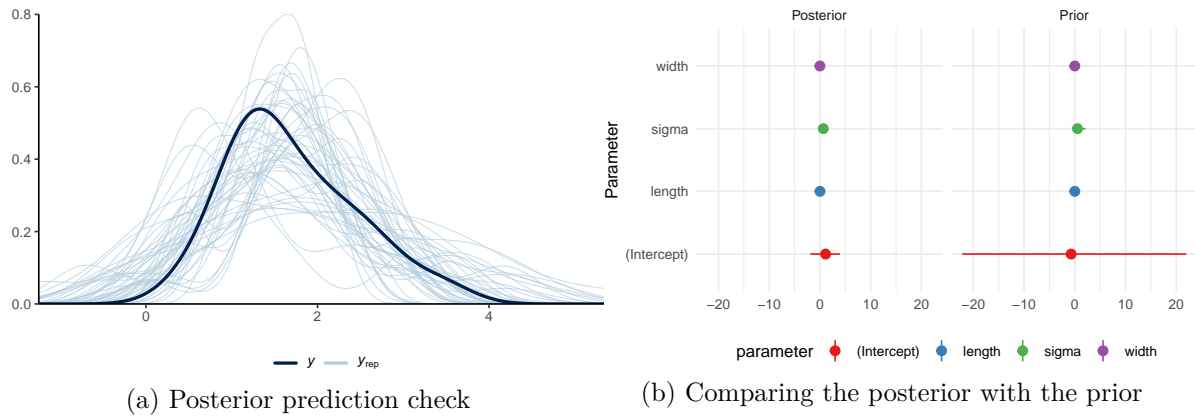 0.8
0.6
0.4
0.2
0.0
0 2 4
y y rep
(a) Posterior prediction check
Posterior Prior
Parameter
width
sigma
length
(Intercept)
−20 −10 0 10 20 −20 −10 0 10 20
parameter (Intercept) length sigma width
(b) Comparing the posterior with the prior